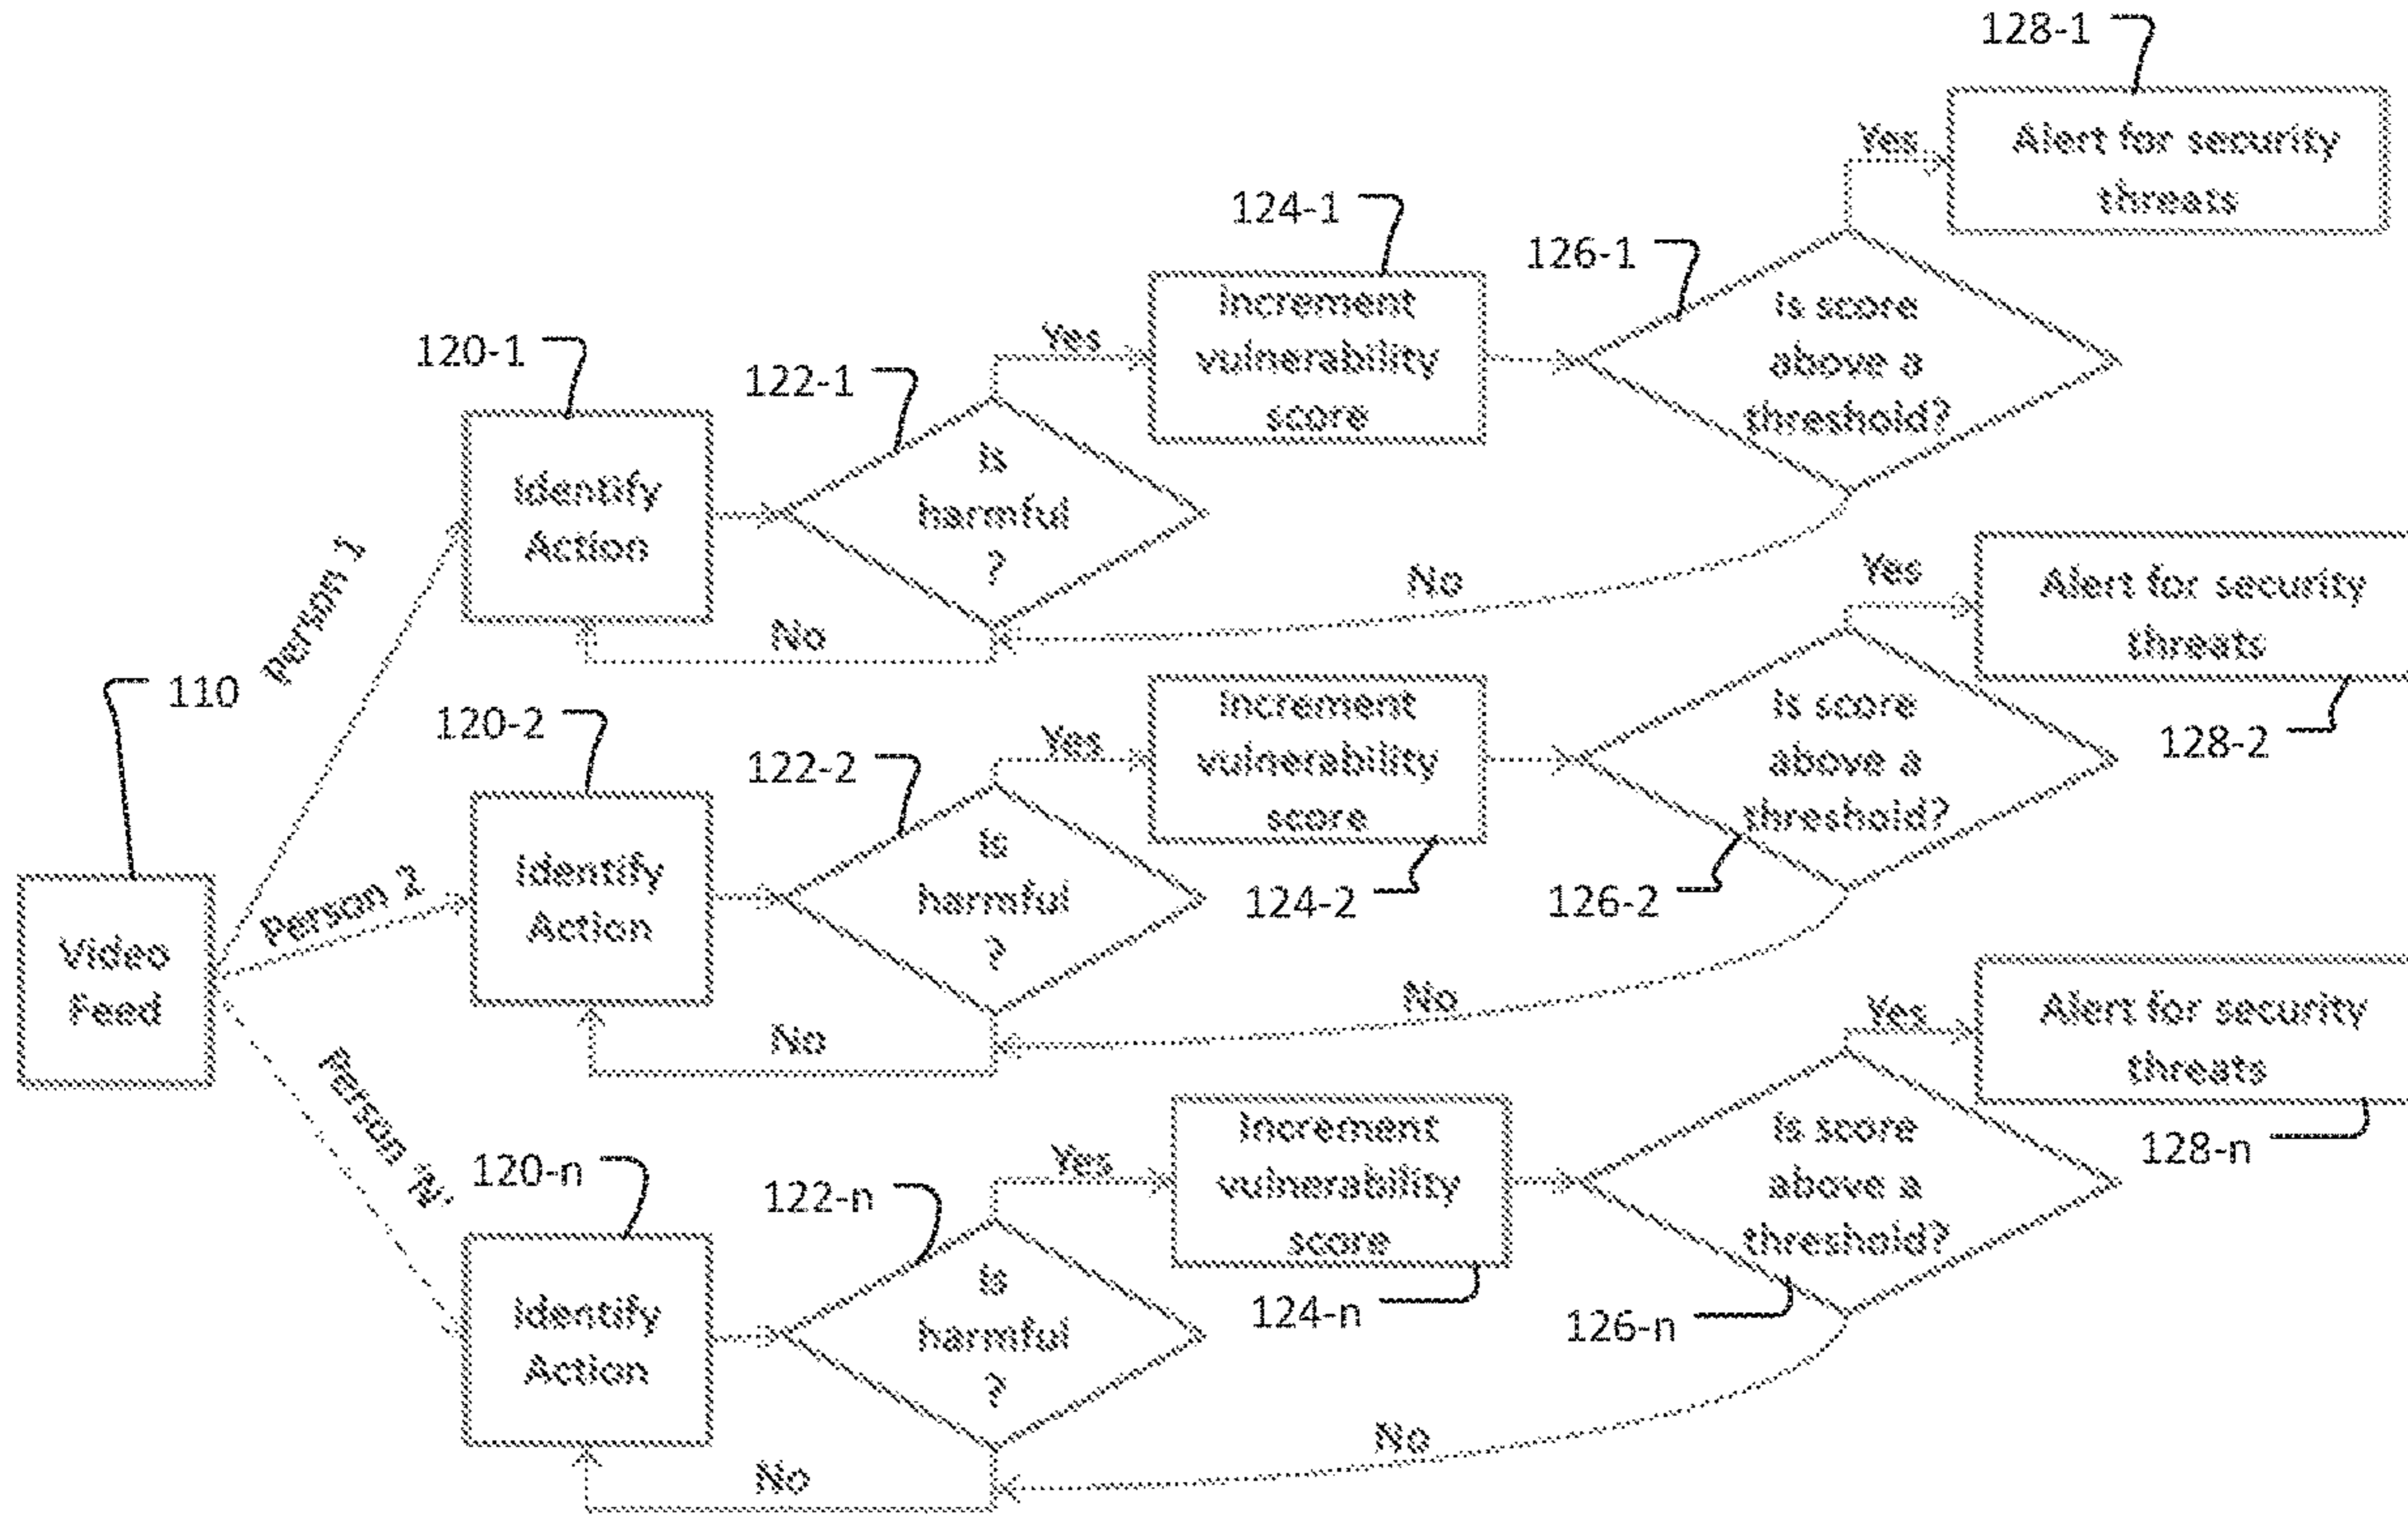 128-1
Yes
Alert for security
threats
124-1
126-1
Increment
vulnerability
score
Is score
above a
threshold?
Yes
120-1
122-1
Identify
Action
Is
harmful
?
No
No
person 1
110
Video
Feed
Yes
Alert for security
threats
128-2
120-2
122-2
Yes
Increment
vulnerability
score
Is score
above a
threshold?
124-2
126-2
Person 2
Identify
Action
Is
harmful
?
No
No
Yes
Alert for security
threats
128-n
Person 'N'
120-n
122-n
Yes
Increment
vulnerability
score
Is score
above a
threshold?
124-n
126-n
Identify
Action
Is
harmful
?
No
No